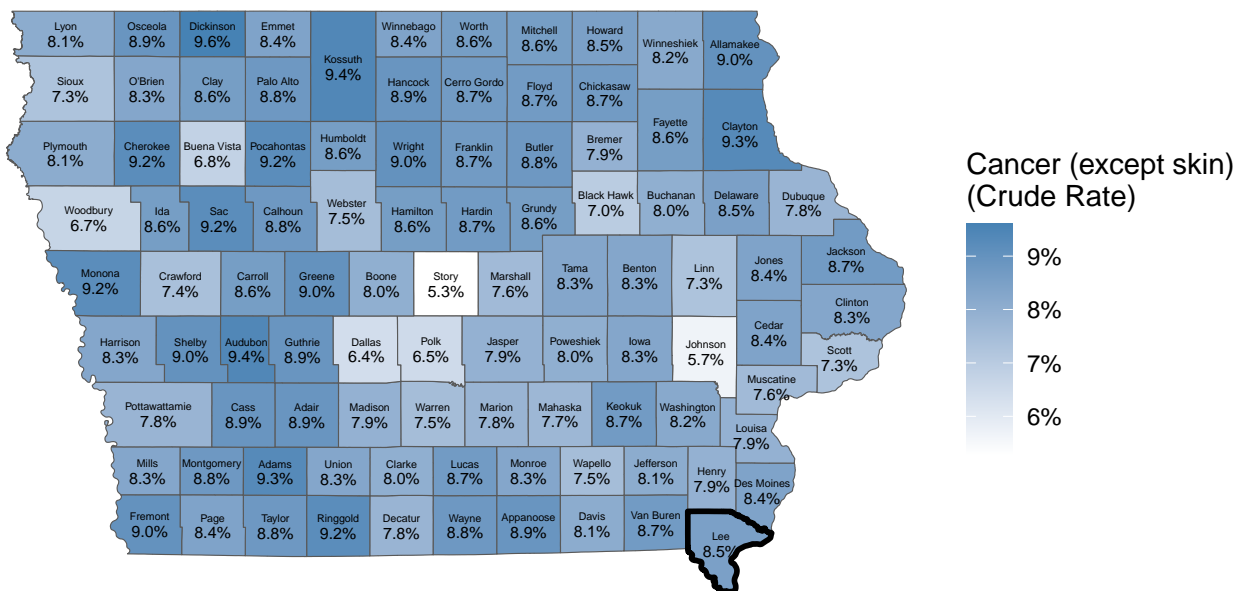 Lyon
8.1%
Osceola
8.9%
Dickinson
9.6%
Emmet
8.4%
Kossuth
9.4%
Winnebago
8.4%
Worth
8.6%
Mitchell
8.6%
Howard
8.5%
Winneshiek
8.2%
Allamakee
9.0%
Sioux
7.3%
O'Brien
8.3%
Clay
8.6%
Palo Alto
8.8%
Hancock
8.9%
Cerro Gordo
8.7%
Floyd
8.7%
Chickasaw
8.7%
Fayette
8.6%
Clayton
9.3%
Plymouth
8.1%
Cherokee
9.2%
Buena Vista
6.8%
Pocahontas
9.2%
Humboldt
8.6%
Wright
9.0%
Franklin
8.7%
Butler
8.8%
Bremer
7.9%
Woodbury
6.7%
Ida
8.6%
Sac
9.2%
Calhoun
8.8%
Webster
7.5%
Hamilton
8.6%
Hardin
8.7%
Grundy
8.6%
Black Hawk
7.0%
Buchanan
8.0%
Delaware
8.5%
Dubuque
7.8%
Monona
9.2%
Crawford
7.4%
Carroll
8.6%
Greene
9.0%
Boone
8.0%
Story
5.3%
Marshall
7.6%
Tama
8.3%
Benton
8.3%
Linn
7.3%
Jones
8.4%
Jackson
8.7%
Clinton
8.3%
Harrison
8.3%
Shelby
9.0%
Audubon
9.4%
Guthrie
8.9%
Dallas
6.4%
Polk
6.5%
Jasper
7.9%
Poweshiek
8.0%
Iowa
8.3%
Johnson
5.7%
Cedar
8.4%
Scott
7.3%
Muscatine
7.6%
Pottawattamie
7.8%
Cass
8.9%
Adair
8.9%
Madison
7.9%
Warren
7.5%
Marion
7.8%
Mahaska
7.7%
Keokuk
8.7%
Washington
8.2%
Louisa
7.9%
Mills
8.3%
Montgomery
8.8%
Adams
9.3%
Union
8.3%
Clarke
8.0%
Lucas
8.7%
Monroe
8.3%
Wapello
7.5%
Jefferson
8.1%
Henry
7.9%
Des Moines
8.4%
Fremont
9.0%
Page
8.4%
Taylor
8.8%
Ringgold
9.2%
Decatur
7.8%
Wayne
8.8%
Appanoose
8.9%
Davis
8.1%
Van Buren
8.7%
Lee
8.5%
Cancer (except skin)
(Crude Rate)
9%
8%
7%
6%